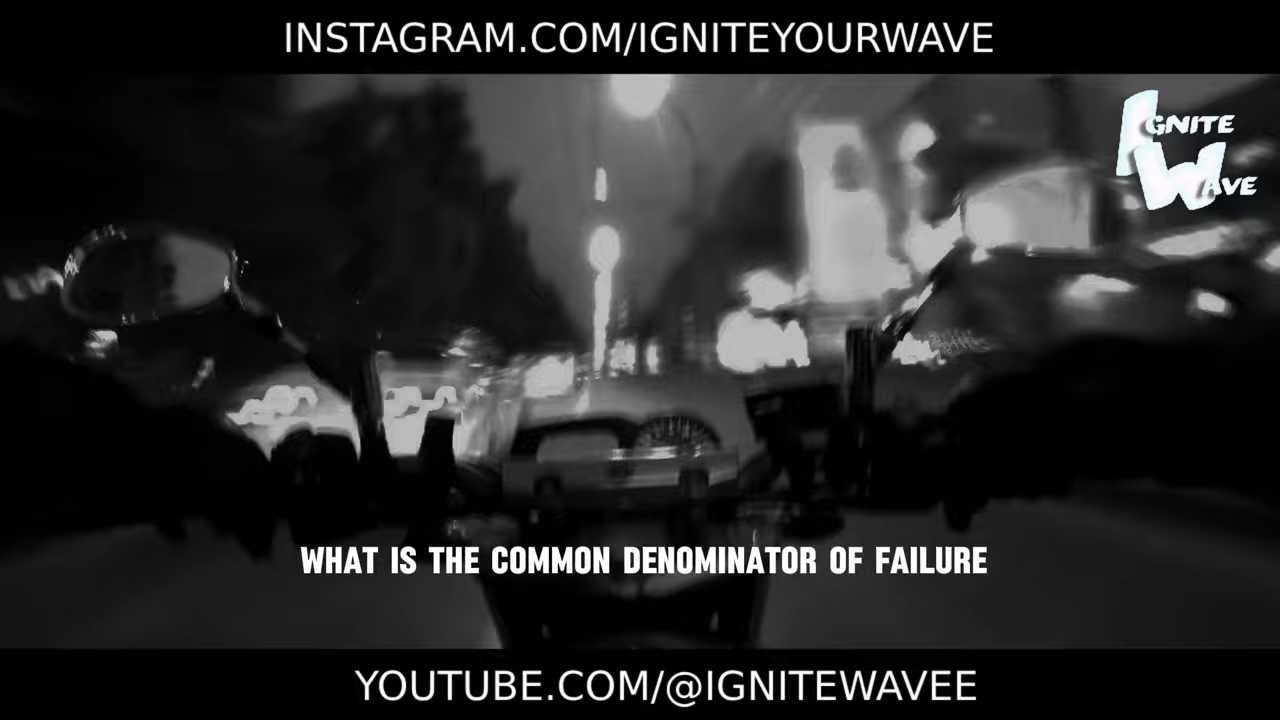 INSTAGRAM.COM/IGNITEYOURWAVE
IGNITE
WAVE
WHAT IS THE COMMON DENOMINATOR OF FAILURE
YOUTUBE.COM/@IGNITEWAVEE